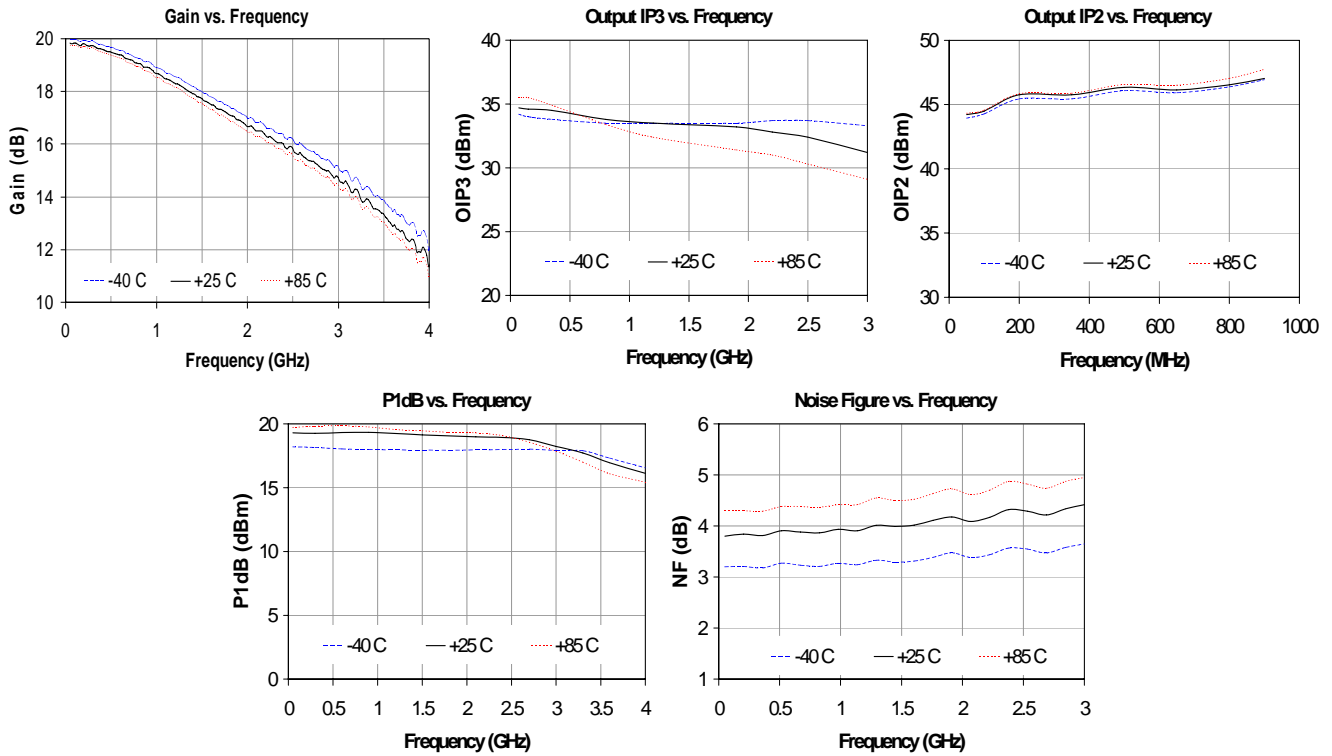 Gain vs. Frequency
20
18
16
14
12
10
Gain (dB)
-40 C +25 C +85 C
0 1 2 3 4
Frequency (GHz)
Output IP3 vs. Frequency
40
35
30
25
20
OIP3 (dBm)
-40 C +25 C +85 C
0 0.5 1 1.5 2 2.5 3
Frequency (GHz)
Output IP2 vs. Frequency
50
45
40
35
30
OIP2 (dBm)
-40 C +25 C +85 C
0 200 400 600 800 1000
Frequency (MHz)
P1dB vs. Frequency
20
15
10
5
0
P1dB (dBm)
-40 C +25 C +85 C
0 0.5 1 1.5 2 2.5 3 3.5 4
Frequency (GHz)
Noise Figure vs. Frequency
6
5
4
3
2
1
NF (dB)
-40 C +25 C +85 C
0 0.5 1 1.5 2 2.5 3
Frequency (GHz)